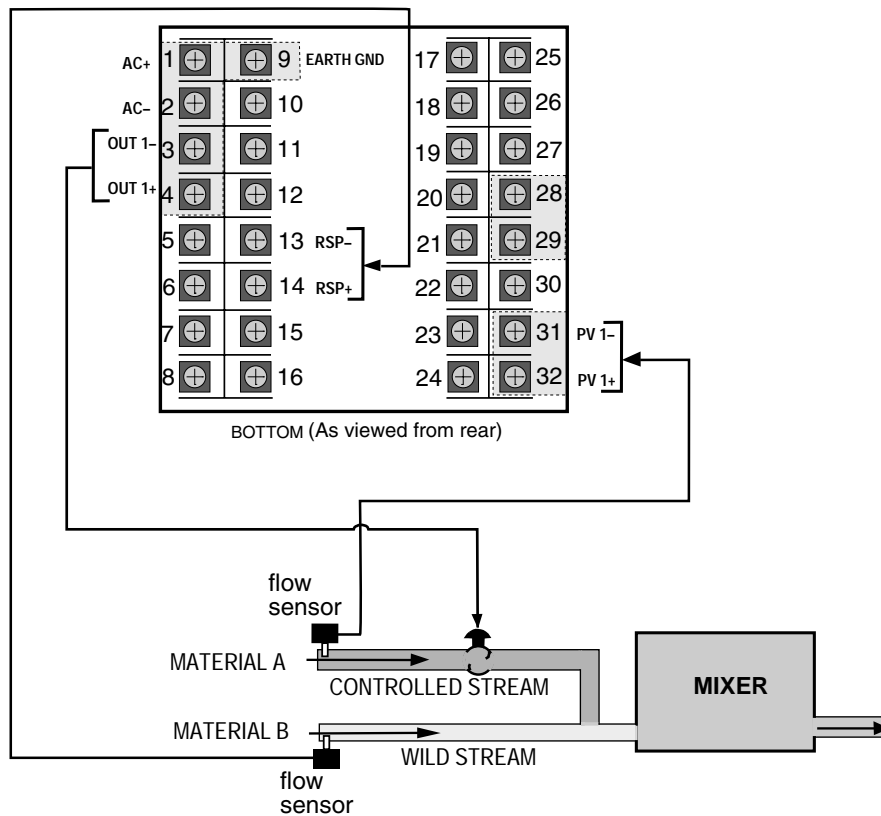 AC+ 1 9 EARTH GND 17 25
AC– 2 10 18 26
OUT 1– 3 11 19 27
OUT 1+ 4 12 20 28
5 13 RSP– 21 29
6 14 RSP+ 22 30
7 15 23 31 PV 1–
8 16 24 32 PV 1+
BOTTOM (As viewed from rear)
flow
sensor
MATERIAL A
CONTROLLED STREAM
MIXER
MATERIAL B
WILD STREAM
flow
sensor